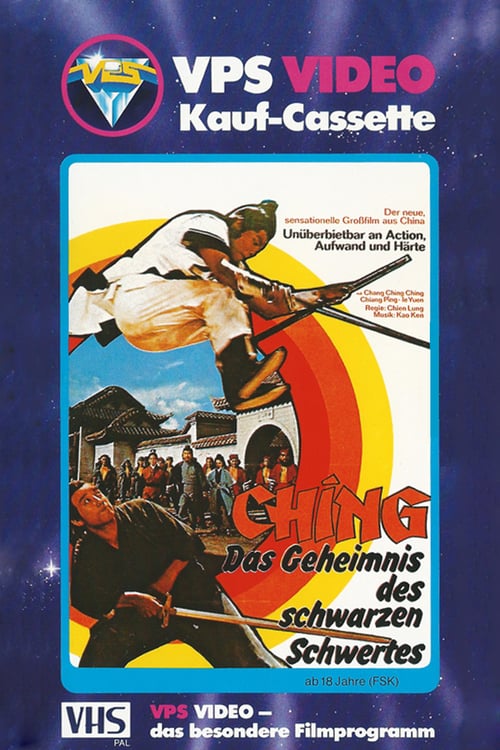 VPS
VPS VIDEO
Kauf-Cassette
Der neue,
sensationelle Großfilm aus China
Unüberbietbar an Action,
Aufwand und Härte
Chang Ching Ching
Chiang Ping · Ie Yuen
Regie: Chien Lung
Musik: Kao Ken
CHING
Das Geheimnis
des
schwarzen
Schwertes
ab 18 Jahre (FSK)
VHS
PAL
VPS VIDEO –
das besondere Filmprogramm